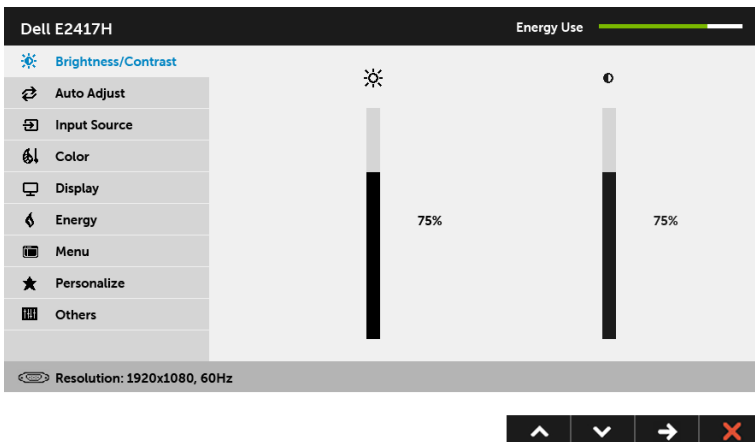 Dell E2417H
Energy Use
Brightness/Contrast
Auto Adjust
Input Source
Color
Display
Energy
Menu
Personalize
Others
75%
75%
Resolution: 1920x1080, 60Hz